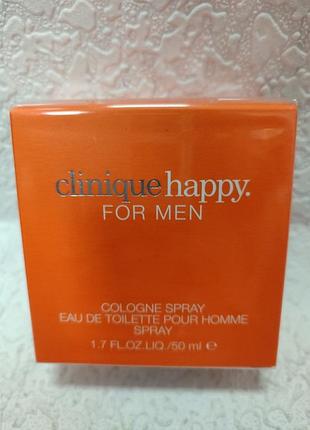 clinique happy.
FOR MEN
COLOGNE SPRAY
EAU DE TOILETTE POUR HOMME
SPRAY
1.7 FL.OZ.LIQ./50 ml ℮